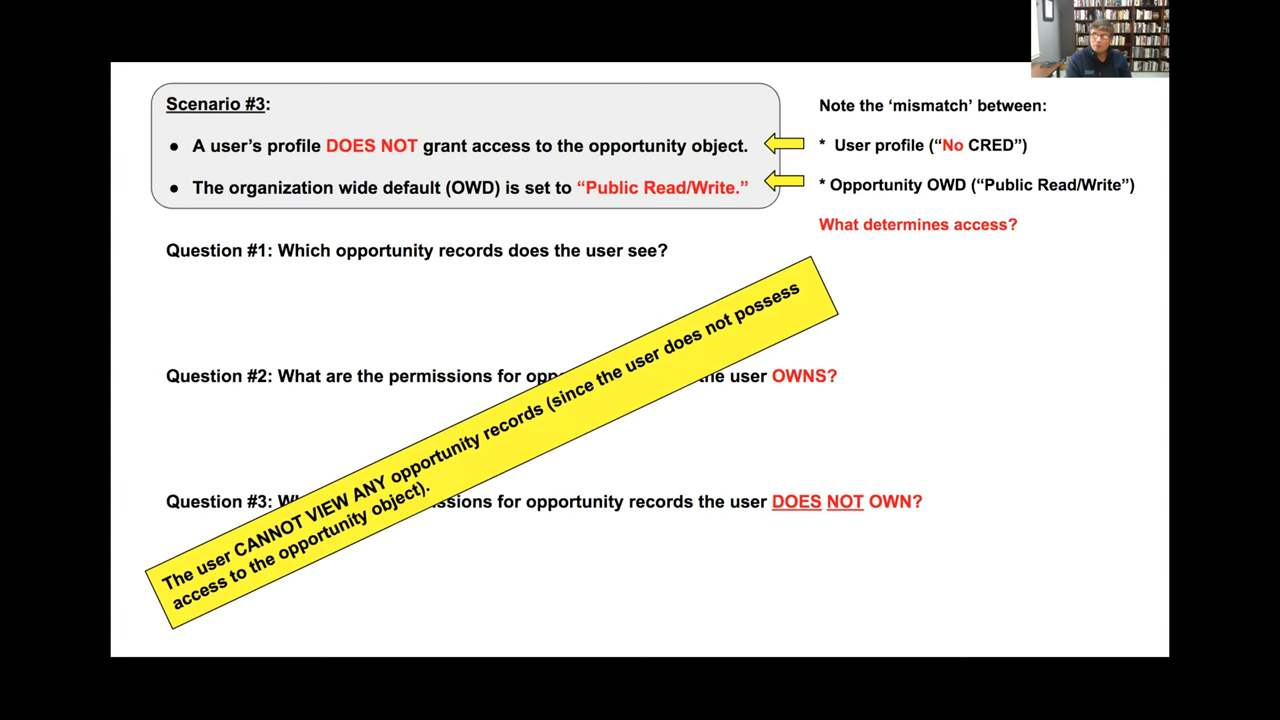 Scenario #3:
● A user's profile DOES NOT grant access to the opportunity object.
● The organization wide default (OWD) is set to “Public Read/Write.”
Note the ‘mismatch’ between:
* User profile (“No CRED”)
* Opportunity OWD (“Public Read/Write”)
What determines access?
Question #1: Which opportunity records does the user see?
Question #2: What are the permissions for the user OWNS?
Question #3: for opportunity records the user DOES NOT OWN?
The user CANNOT VIEW ANY opportunity records (since the user does not possess
access to the opportunity object).